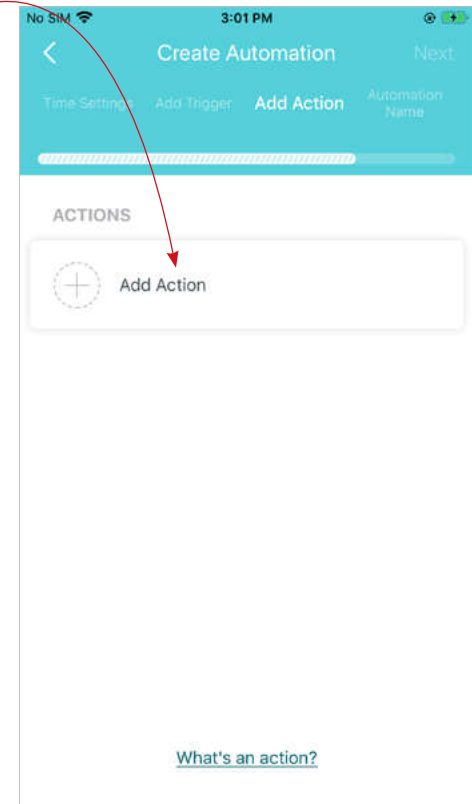 No SIM 3:01 PM
Create Automation Next
Time Settings Add Trigger Add Action Automation Name
ACTIONS
Add Action
What's an action?